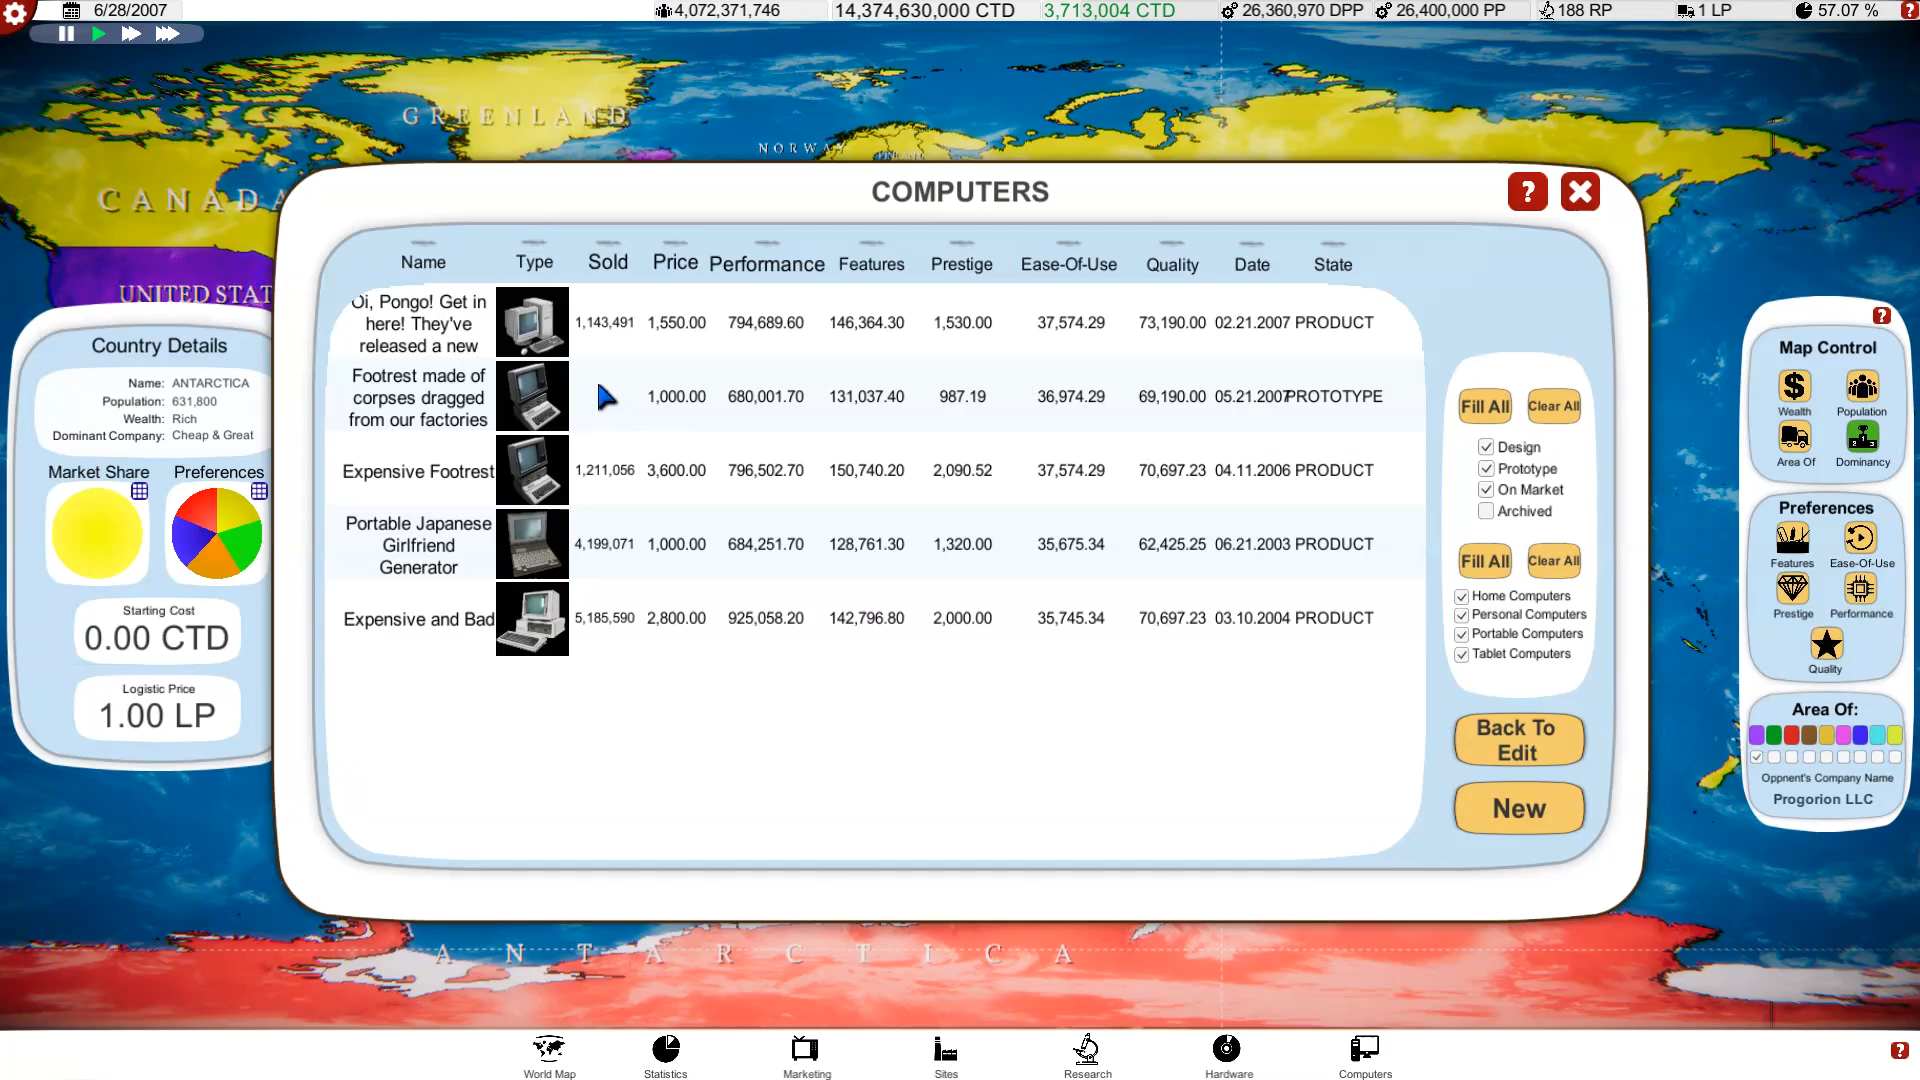 6/28/2007
4,072,371,746
14,374,630,000 CTD
3,713,004 CTD
26,360,970 DPP
26,400,000 PP
188 RP
1 LP
57.07 %
?
GREENLAND
NORWAY
FINLAND
CANADA
UNITED STAT
COMPUTERS
?
Name Type Sold Price Performance Features Prestige Ease-Of-Use Quality Date State
Oi, Pongo! Get in
here! They've
released a new
1,143,491 1,550.00 794,689.60 146,364.30 1,530.00 37,574.29 73,190.00 02.21.2007 PRODUCT
Footrest made of
corpses dragged
from our factories
1,000.00 680,001.70 131,037.40 987.19 36,974.29 69,190.00 05.21.2007 PROTOTYPE
Expensive Footrest 1,211,056 3,600.00 796,502.70 150,740.20 2,090.52 37,574.29 70,697.23 04.11.2006 PRODUCT
Portable Japanese
Girlfriend
Generator
4,199,071 1,000.00 684,251.70 128,761.30 1,320.00 35,675.34 62,425.25 06.21.2003 PRODUCT
Expensive and Bad 5,185,590 2,800.00 925,058.20 142,796.80 2,000.00 35,745.34 70,697.23 03.10.2004 PRODUCT
Fill All Clear All
Design
Prototype
On Market
Archived
Fill All Clear All
Home Computers
Personal Computers
Portable Computers
Tablet Computers
Back To
Edit
New
Country Details
Name: ANTARCTICA
Population: 631,800
Wealth: Rich
Dominant Company: Cheap & Great
Market Share Preferences
Starting Cost
0.00 CTD
Logistic Price
1.00 LP
?
Map Control
Wealth Population
Area Of Dominancy
Preferences
Features Ease-Of-Use
Prestige Performance
Quality
Area Of:
Oppnent's Company Name
Progorion LLC
ANTARCTICA
World Map Statistics Marketing Sites Research Hardware Computers
?